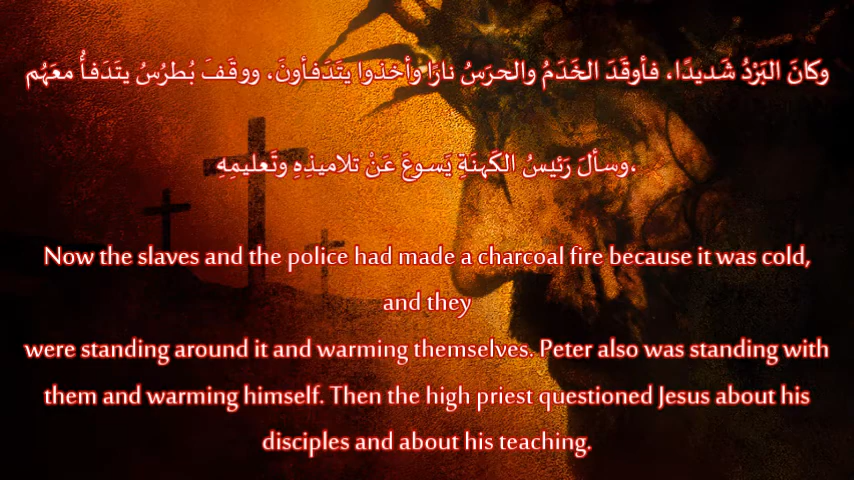 وكانَ البَرْدُ شَديدًا، فأوقَدَ الخَدَمُ والحرَسُ نارًا وأخذوا يتَدَفأونَ، ووقَفَ بُطرُسُ يتَدَفأُ معَهُم
وسألَ رَئيسُ الكَهنَةِ يَسوعَ عَنْ تلاميذِهِ وتَعليمِهِ،
Now the slaves and the police had made a charcoal fire because it was cold,
and they
were standing around it and warming themselves. Peter also was standing with
them and warming himself. Then the high priest questioned Jesus about his
disciples and about his teaching.